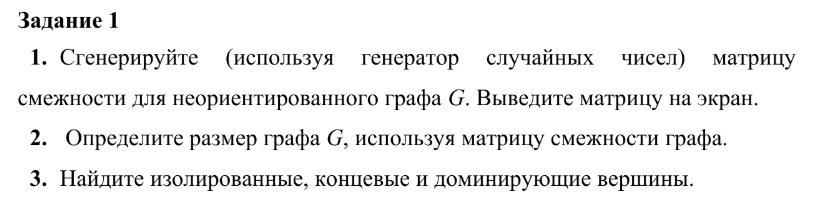 Задание 1
1. Сгенерируйте (используя генератор случайных чисел) матрицу
смежности для неориентированного графа G. Выведите матрицу на экран.
2. Определите размер графа G, используя матрицу смежности графа.
3. Найдите изолированные, концевые и доминирующие вершины.